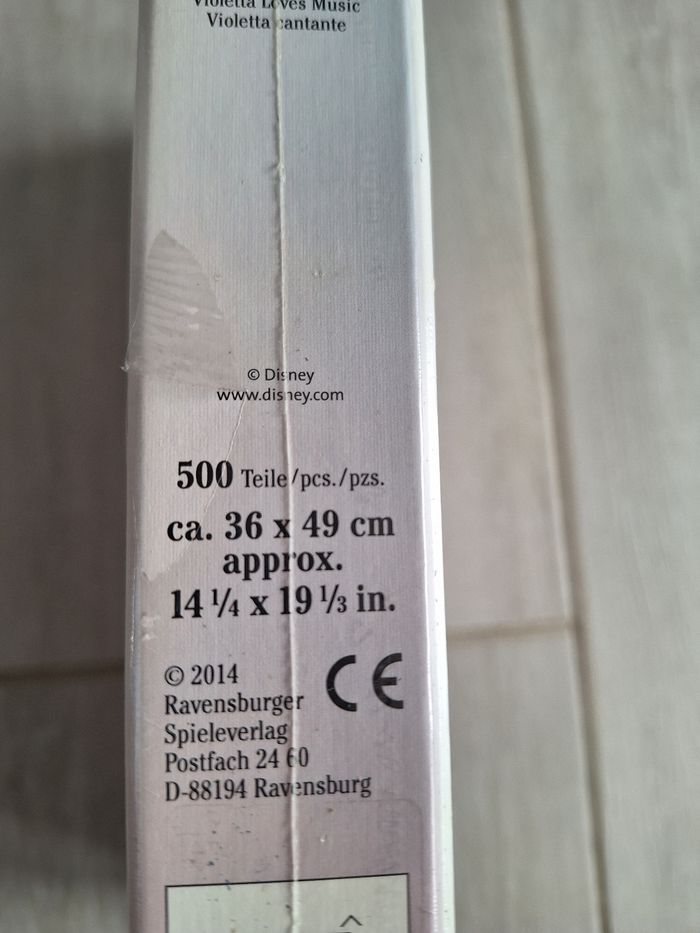 Violetta Loves Music
Violetta cantante
© Disney
www.disney.com
500 Teile/pcs./pzs.
ca. 36 x 49 cm
approx.
14 ¼ x 19 ⅓ in.
© 2014
CE
Ravensburger
Spieleverlag
Postfach 24 60
D-88194 Ravensburg